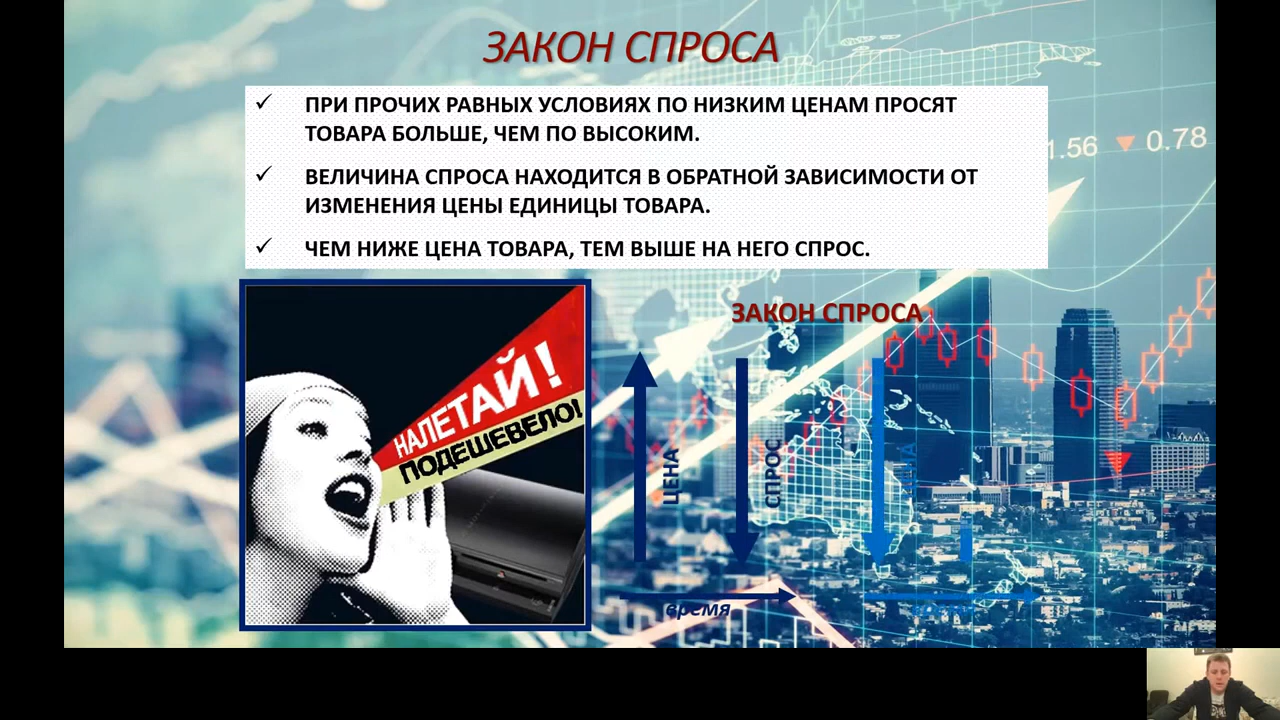 ЗАКОН СПРОСА
ПРИ ПРОЧИХ РАВНЫХ УСЛОВИЯХ ПО НИЗКИМ ЦЕНАМ ПРОСЯТ
ТОВАРА БОЛЬШЕ, ЧЕМ ПО ВЫСОКИМ.
ВЕЛИЧИНА СПРОСА НАХОДИТСЯ В ОБРАТНОЙ ЗАВИСИМОСТИ ОТ
ИЗМЕНЕНИЯ ЦЕНЫ ЕДИНИЦЫ ТОВАРА.
ЧЕМ НИЖЕ ЦЕНА ТОВАРА, ТЕМ ВЫШЕ НА НЕГО СПРОС.
1.56 ▼ 0.78
НАЛЕТАЙ!
ПОДЕШЕВЕЛО!
ЗАКОН СПРОСА
ЦЕНА
СПРОС
время